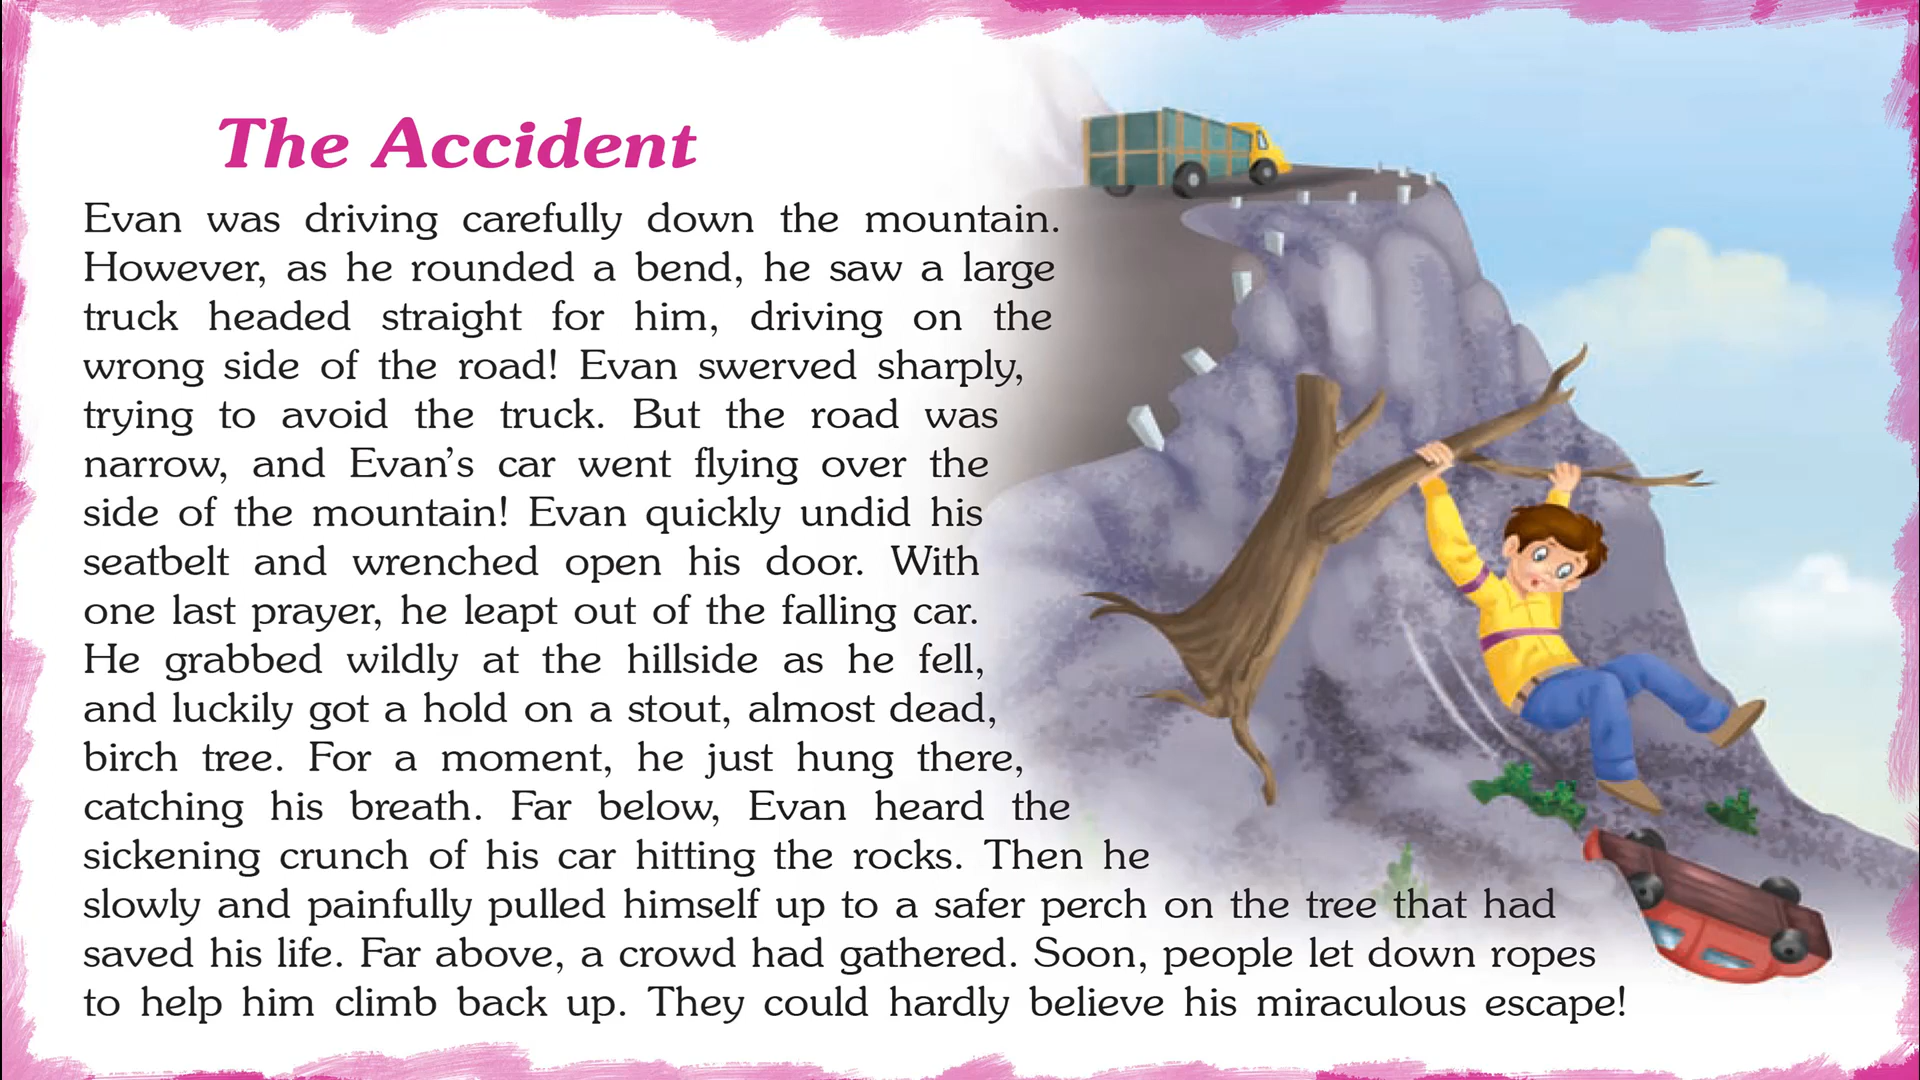 The Accident
Evan was driving carefully down the mountain.
However, as he rounded a bend, he saw a large
truck headed straight for him, driving on the
wrong side of the road! Evan swerved sharply,
trying to avoid the truck. But the road was
narrow, and Evan’s car went flying over the
side of the mountain! Evan quickly undid his
seatbelt and wrenched open his door. With
one last prayer, he leapt out of the falling car.
He grabbed wildly at the hillside as he fell,
and luckily got a hold on a stout, almost dead,
birch tree. For a moment, he just hung there,
catching his breath. Far below, Evan heard the
sickening crunch of his car hitting the rocks. Then he
slowly and painfully pulled himself up to a safer perch on the tree that had
saved his life. Far above, a crowd had gathered. Soon, people let down ropes
to help him climb back up. They could hardly believe his miraculous escape!